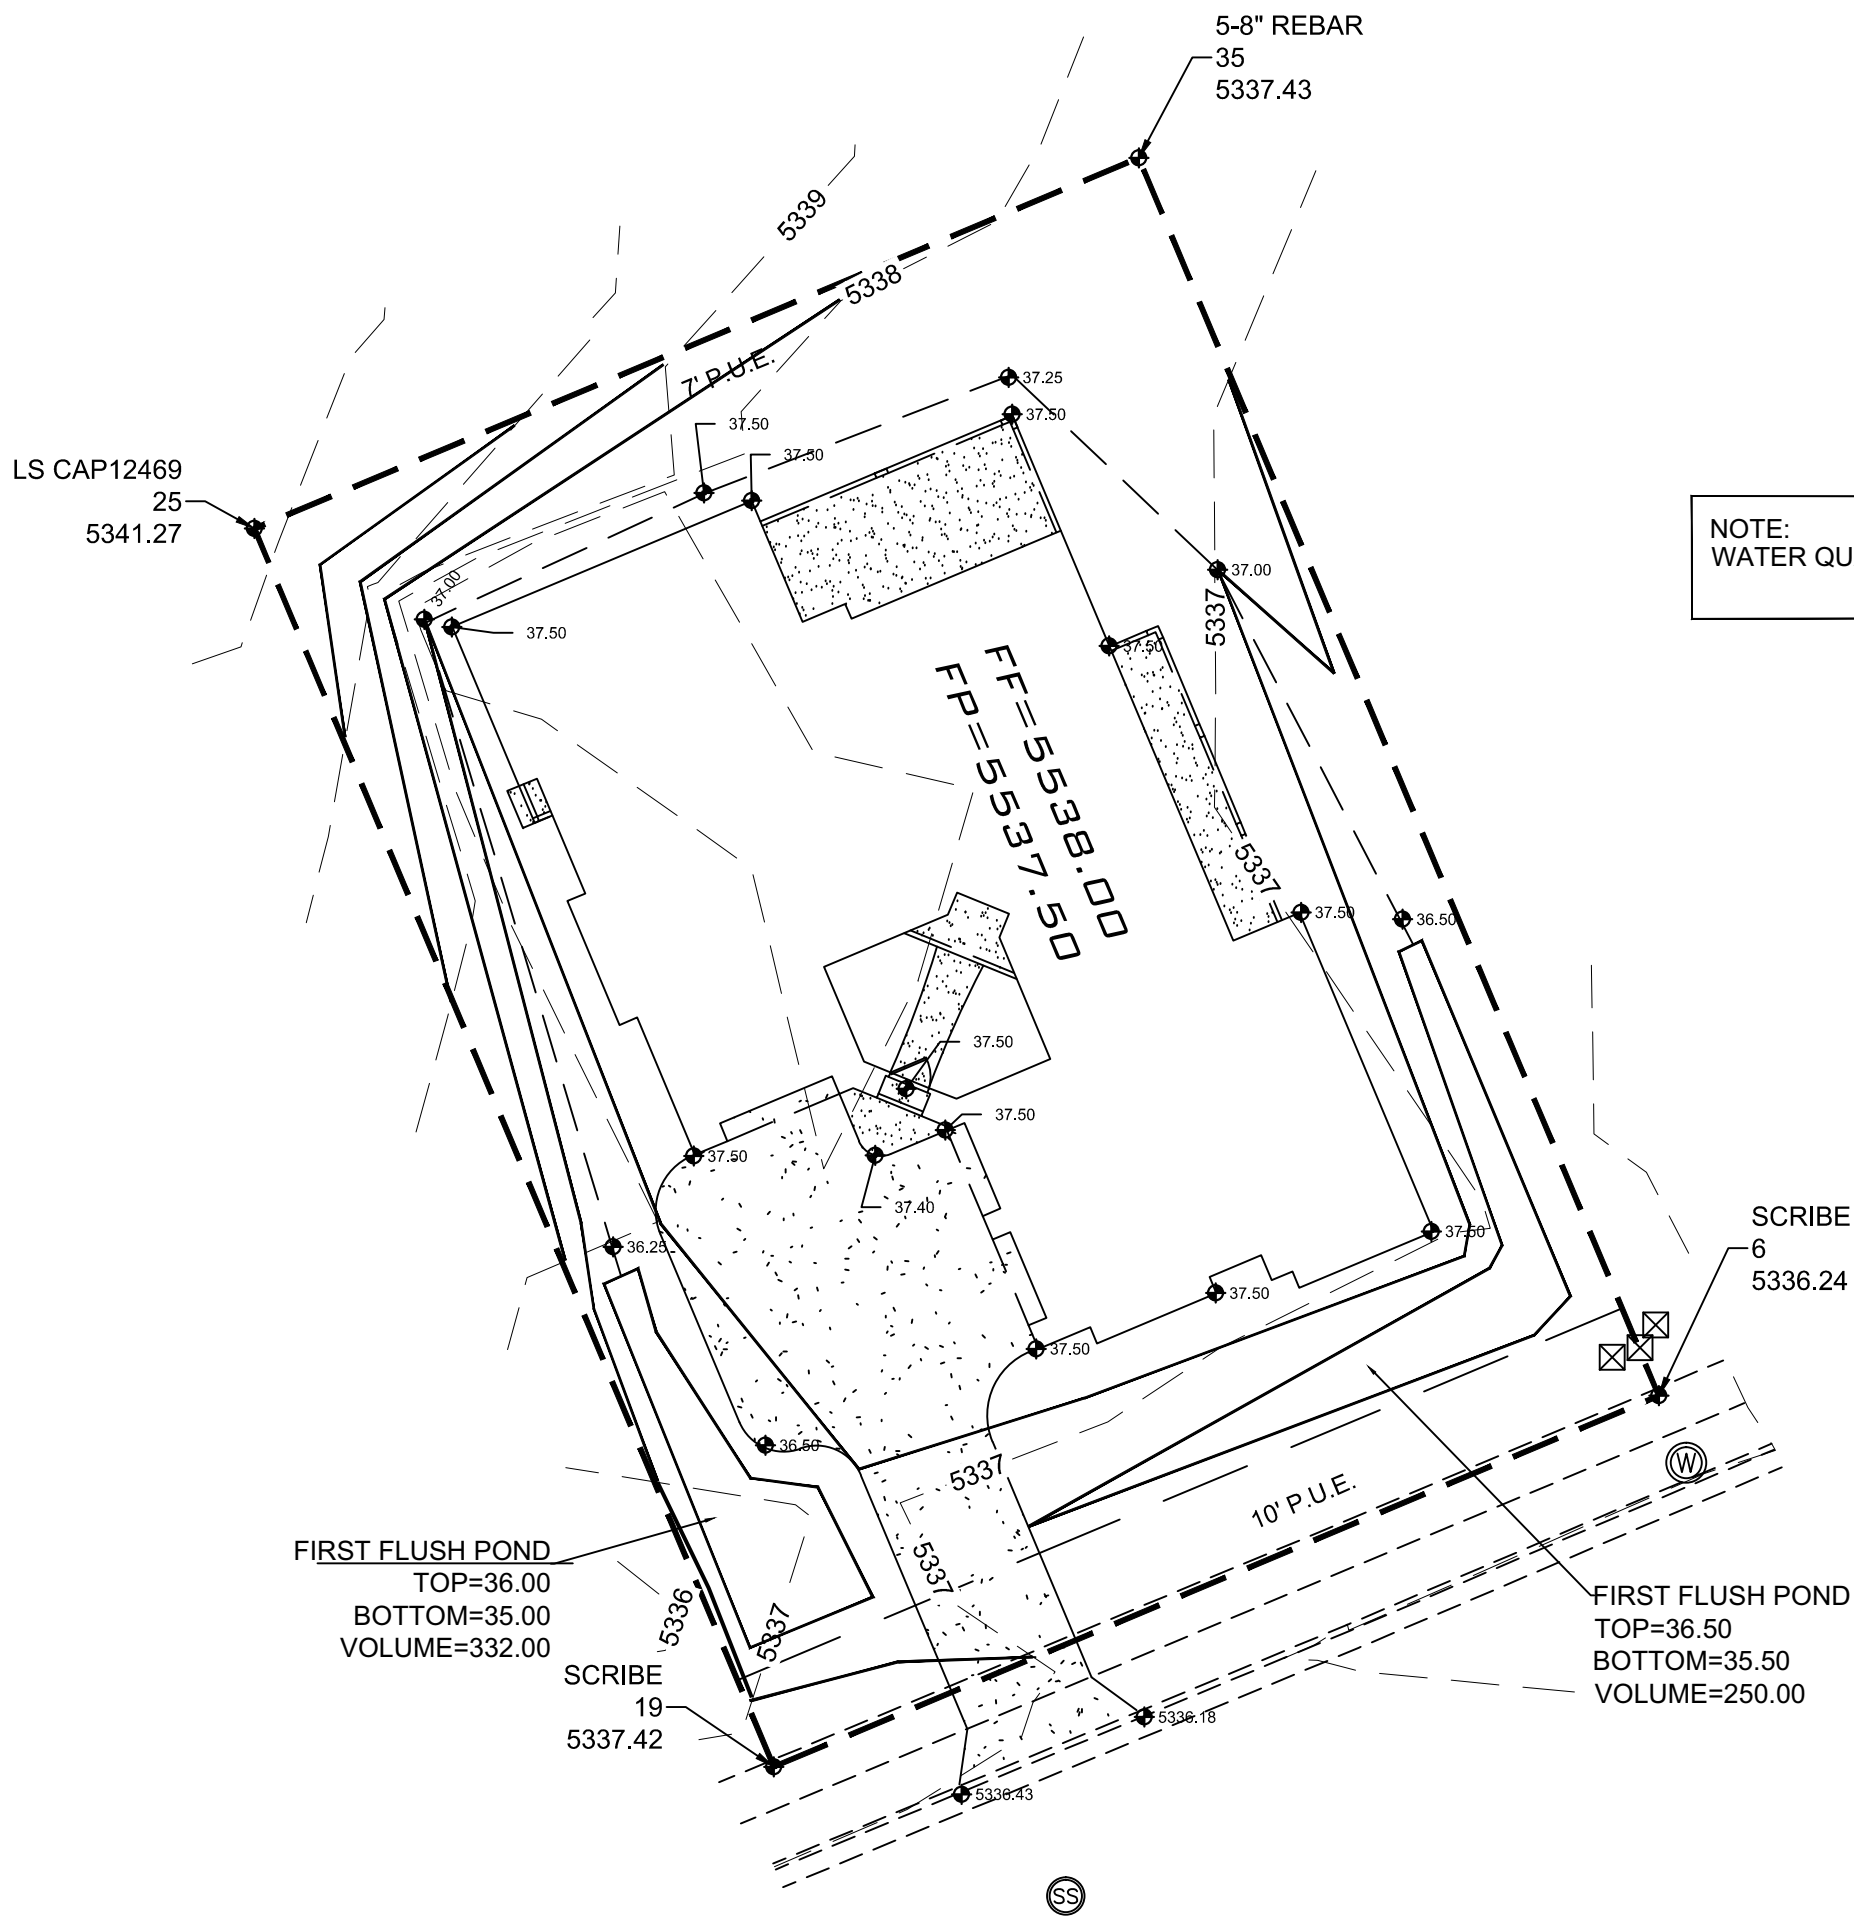 5-8" REBAR
35
5337.43
5339
5338
7' P.U.E.
37.25
37.50
37.50
37.50
LS CAP12469
25
5341.27
NOTE:
WATER QU
37.00
37.00
37.50
5337
37.50
FF=5538.00
FP=5537.50
5337
37.50
36.50
37.50
37.50
37.50
37.40
36.25
37.50
37.50
37.50
SCRIBE
6
5336.24
36.50
5337
W
10' P.U.E.
5337
FIRST FLUSH POND
TOP=36.00
BOTTOM=35.00
VOLUME=332.00
5336
5337
FIRST FLUSH POND
TOP=36.50
BOTTOM=35.50
VOLUME=250.00
SCRIBE
19
5337.42
5336.18
5336.43
SS